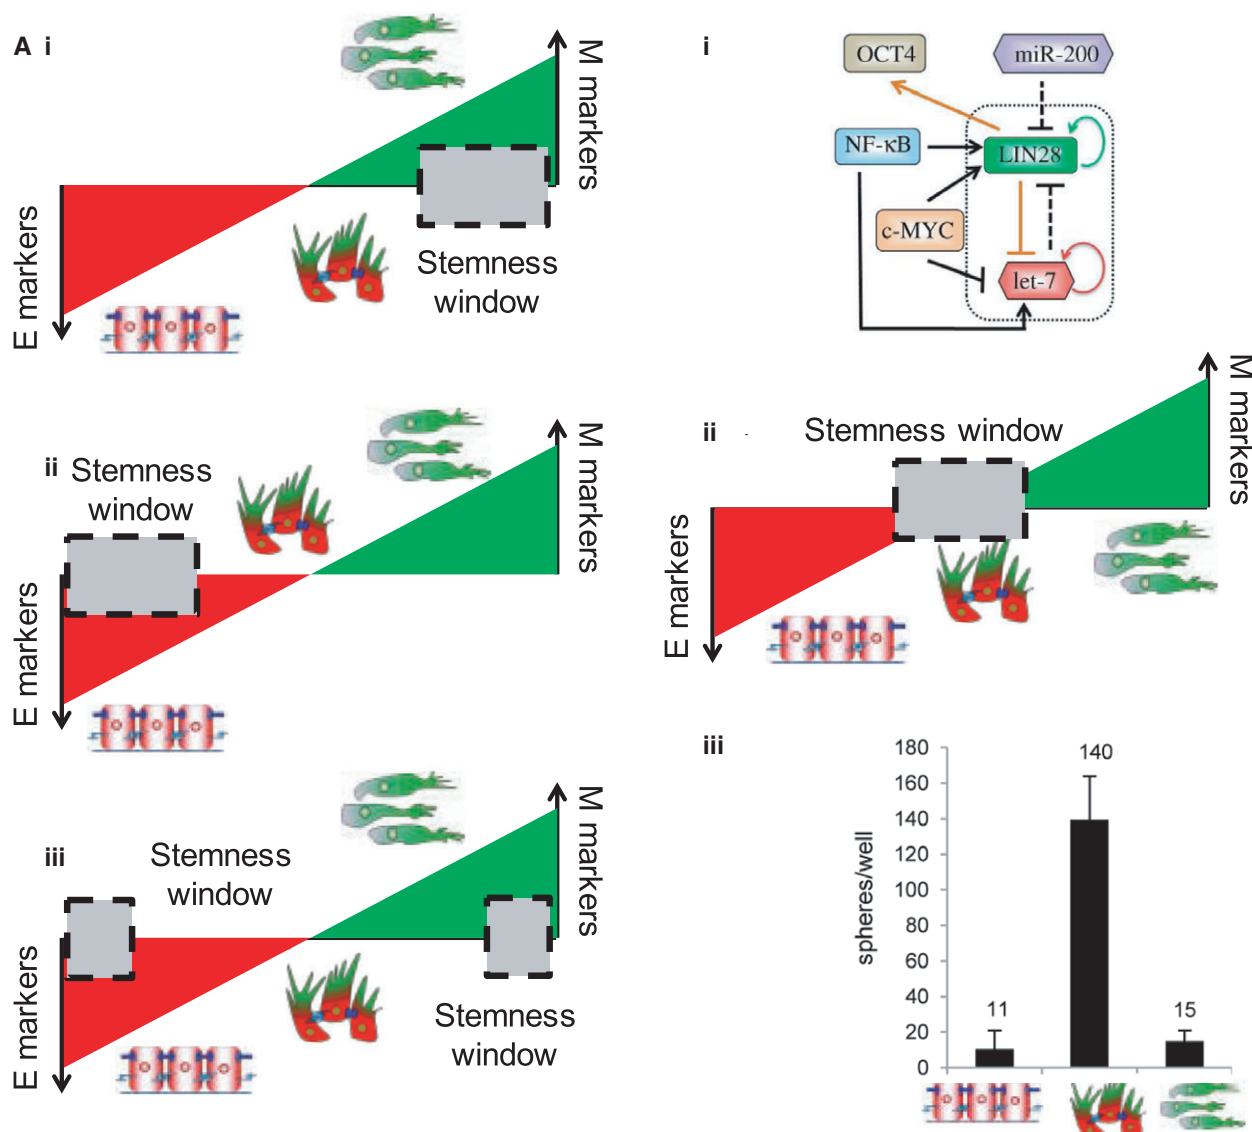 A i
M markers
E markers
Stemness
window
ii
Stemness
window
M markers
E markers
iii
Stemness
window
M markers
E markers
Stemness
window
i
OCT4
miR-200
NF-κB
LIN28
c-MYC
let-7
ii
Stemness window
M markers
E markers
iii
spheres/well
180
160
140
120
100
80
60
40
20
0
11
140
15